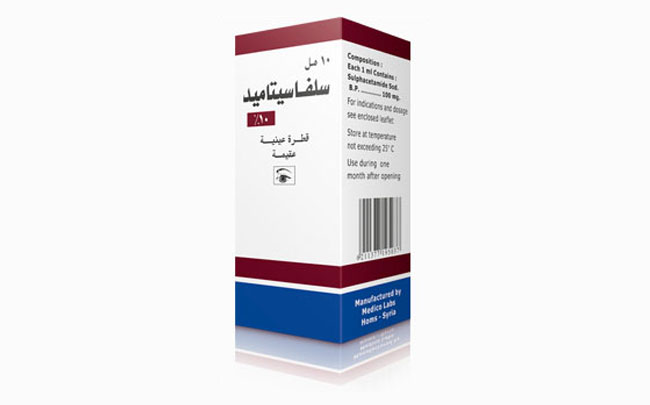 ١٠ مل
سلفاسيتاميد
٪١٠
قطرة عينية
عقيمة
Composition :
Each 1 ml Contains :
Sulphacetamide Sod.
B.P. ............ 100 mg.
For indications and dosage
see enclosed leaflet
Store at temperature
not exceeding 25° C
Use during one
month after opening
Manufactured by
Medico Labs
Homs - Syria